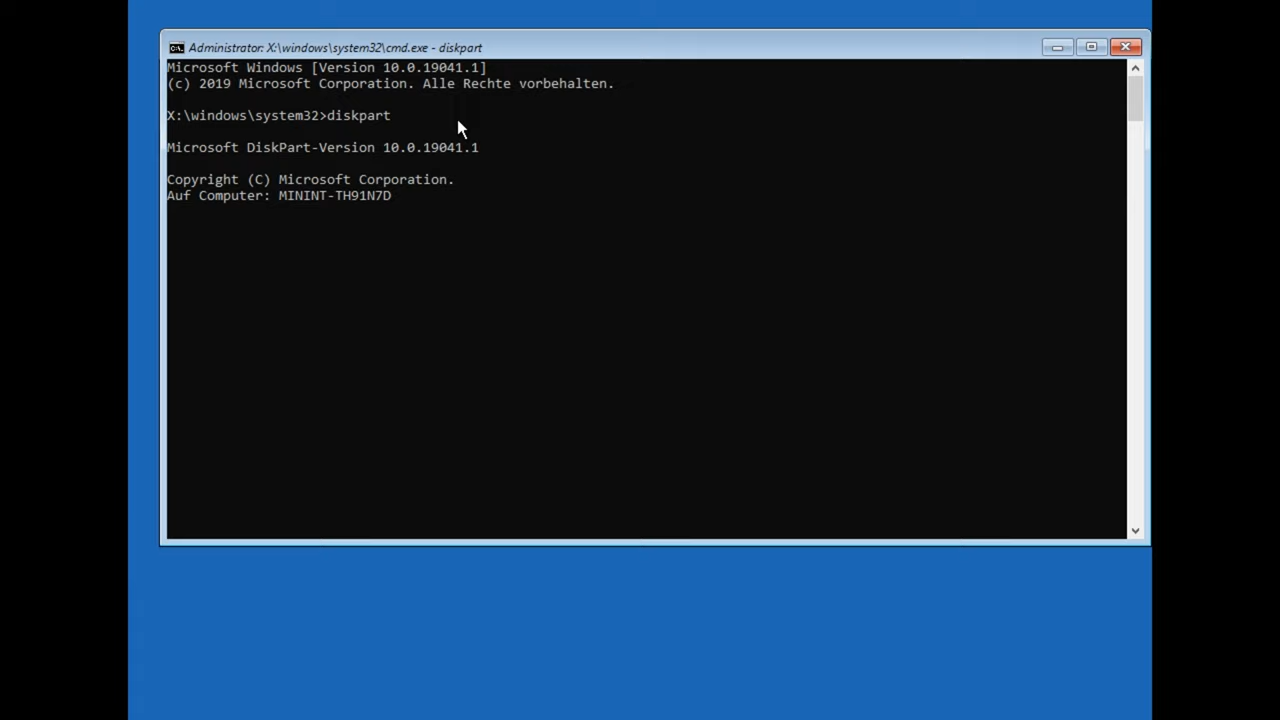 Administrator: X:\windows\system32\cmd.exe - diskpart
Microsoft Windows [Version 10.0.19041.1]
(c) 2019 Microsoft Corporation. Alle Rechte vorbehalten.
X:\windows\system32>diskpart
Microsoft DiskPart-Version 10.0.19041.1
Copyright (C) Microsoft Corporation.
Auf Computer: MININT-TH91N7D